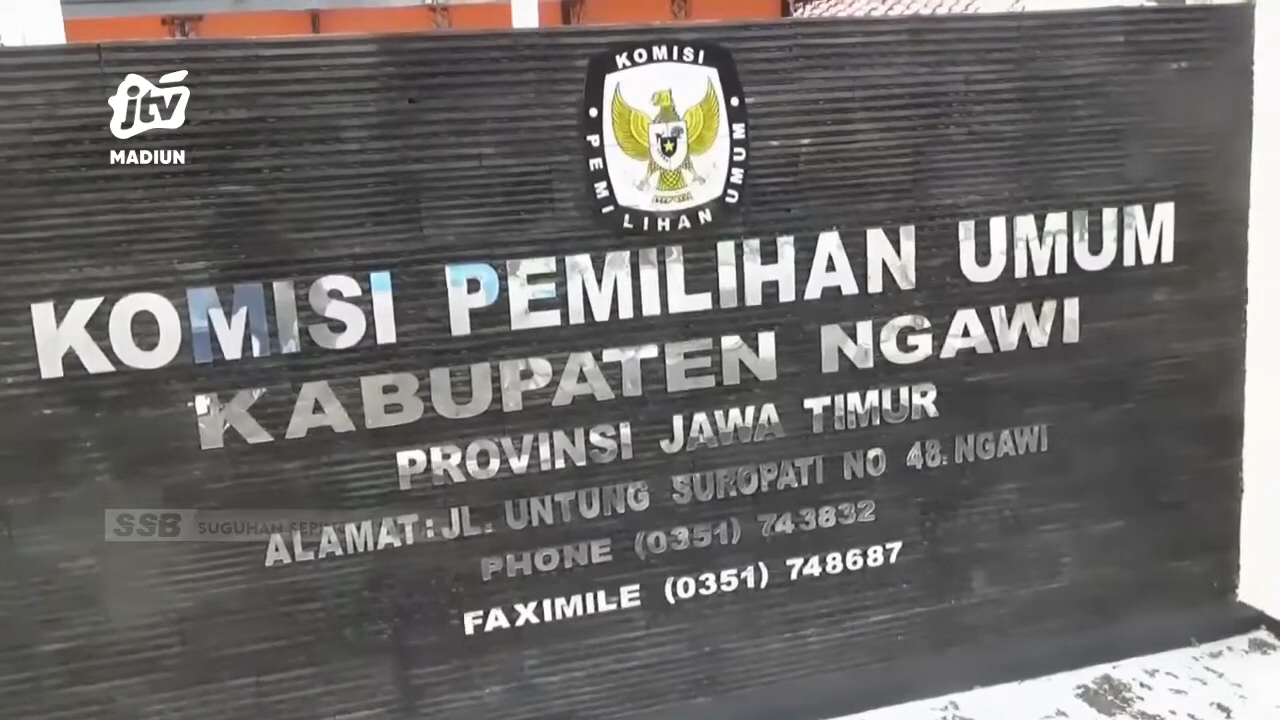 jtv
MADIUN
KOMISI
PEMILIHAN UMUM
KOMISI PEMILIHAN UMUM
KABUPATEN NGAWI
PROVINSI JAWA TIMUR
ALAMAT: JL. UNTUNG SUROPATI NO 48. NGAWI
PHONE (0351) 743832
FAXIMILE (0351) 748687
SSB SUGUHAN